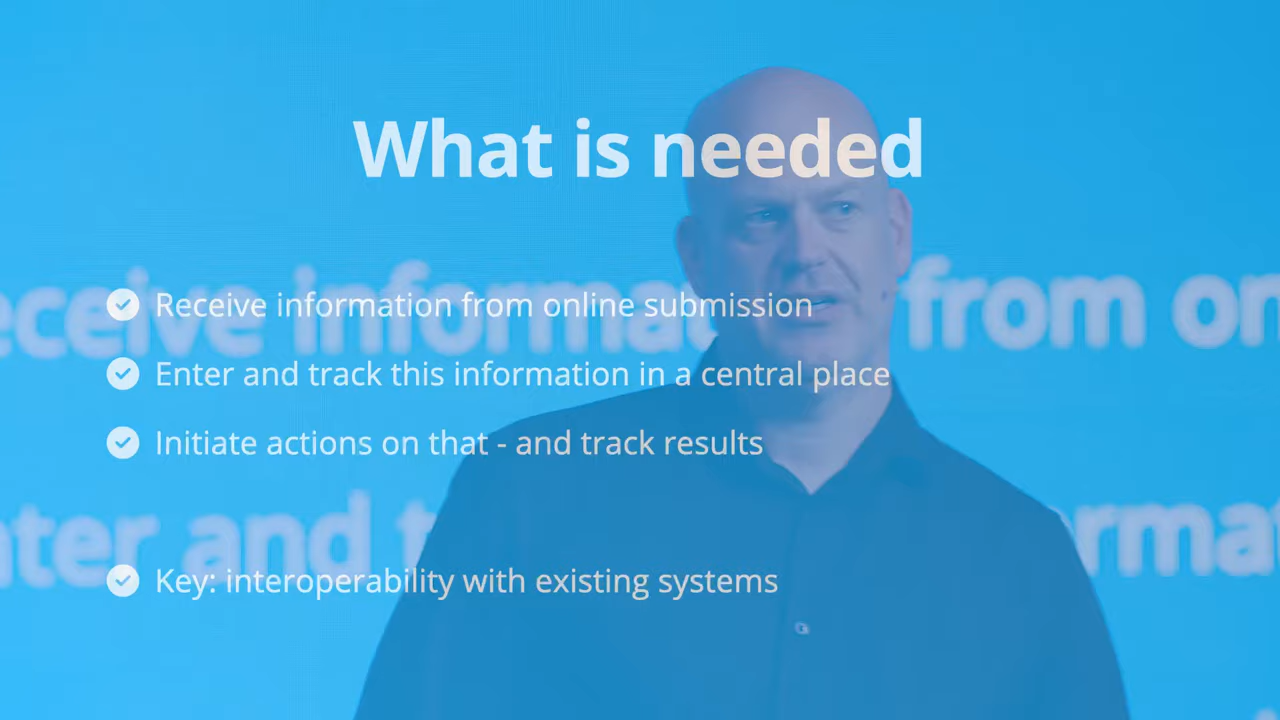 What is needed
Receive information from online submission
Enter and track this information in a central place
Initiate actions on that - and track results
Key: interoperability with existing systems